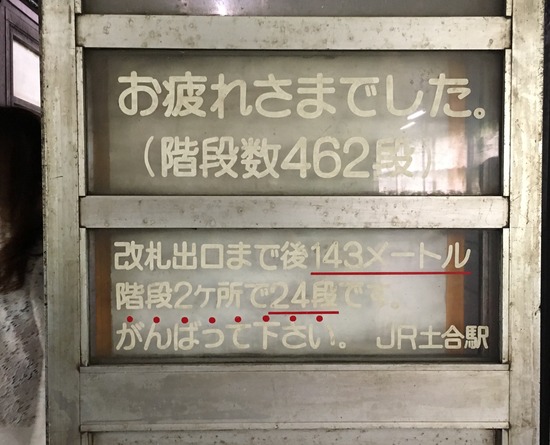 お疲れさまでした。
(階段数462段)
改札出口まで後143メートル
階段2ケ所で24段です。
がんばって下さい。 JR土合駅